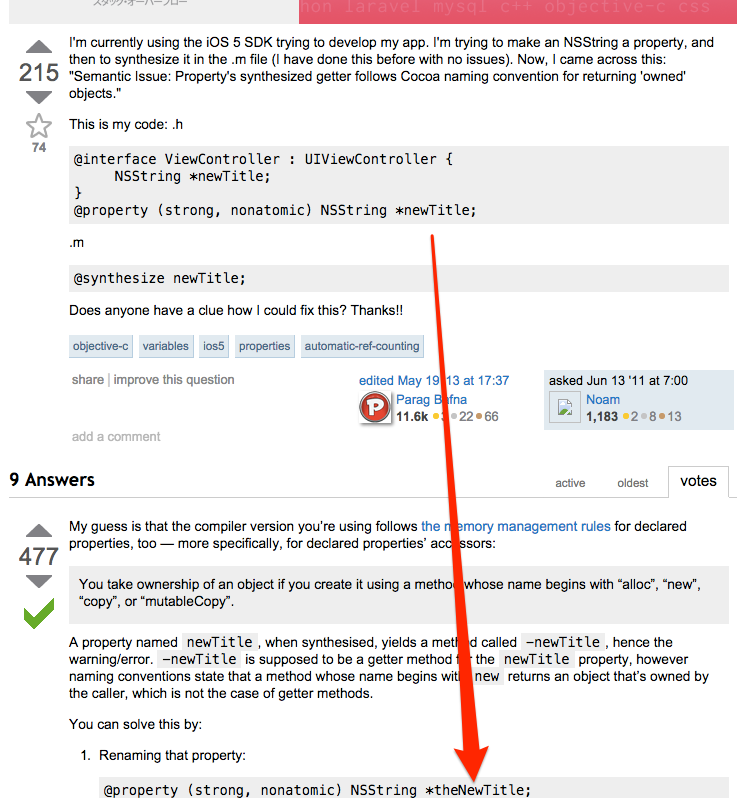 スタック・オーバーフロー
hon laravel mysql c++ objective-c css
I'm currently using the iOS 5 SDK trying to develop my app. I'm trying to make an NSString a property, and
then to synthesize it in the .m file (I have done this before with no issues). Now, I came across this:
"Semantic Issue: Property's synthesized getter follows Cocoa naming convention for returning 'owned'
objects."
215
74
This is my code: .h
@interface ViewController : UIViewController {
NSString *newTitle;
}
@property (strong, nonatomic) NSString *newTitle;
.m
@synthesize newTitle;
Does anyone have a clue how I could fix this? Thanks!!
objective-c variables ios5 properties automatic-ref-counting
share | improve this question
edited May 19 '13 at 17:37
Parag Bafna
11.6k 22 66
asked Jun 13 '11 at 7:00
Noam
1,183 2 8 13
add a comment
9 Answers
active oldest votes
477
My guess is that the compiler version you’re using follows the memory management rules for declared
properties, too — more specifically, for declared properties’ accessors:
You take ownership of an object if you create it using a method whose name begins with “alloc”, “new”,
“copy”, or “mutableCopy”.
A property named newTitle, when synthesised, yields a method called -newTitle, hence the
warning/error. -newTitle is supposed to be a getter method for the newTitle property, however
naming conventions state that a method whose name begins with new returns an object that’s owned by
the caller, which is not the case of getter methods.
You can solve this by:
1. Renaming that property:
@property (strong, nonatomic) NSString *theNewTitle;